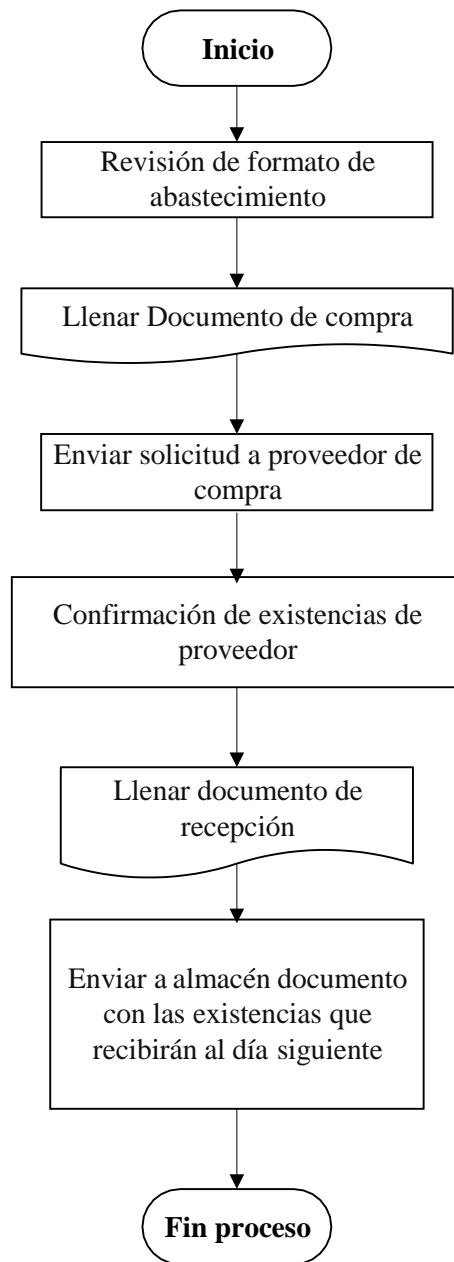 Inicio
Revisión de formato de
abastecimiento
Llenar Documento de compra
Enviar solicitud a proveedor de
compra
Confirmación de existencias de
proveedor
Llenar documento de
recepción
Enviar a almacén documento
con las existencias que
recibirán al día siguiente
Fin proceso